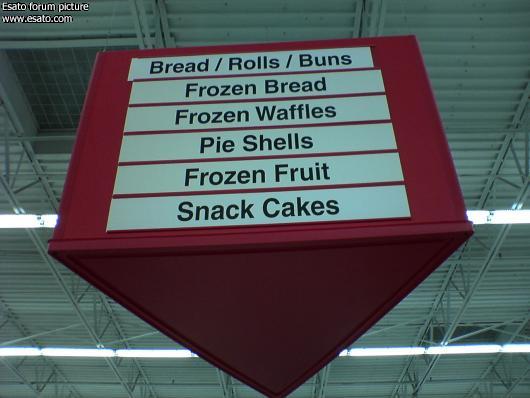 Esato forum picture
www.esato.com
Bread / Rolls / Buns
Frozen Bread
Frozen Waffles
Pie Shells
Frozen Fruit
Snack Cakes